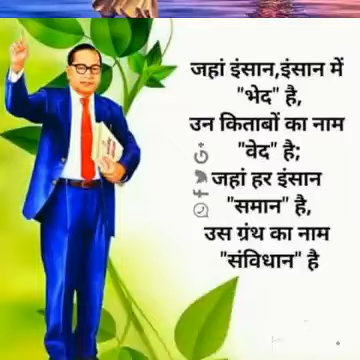 जहां इंसान,इंसान में
"भेद" है,
उन किताबों का नाम
"वेद" है;
जहां हर इंसान
"समान" है,
उस ग्रंथ का नाम
"संविधान" है